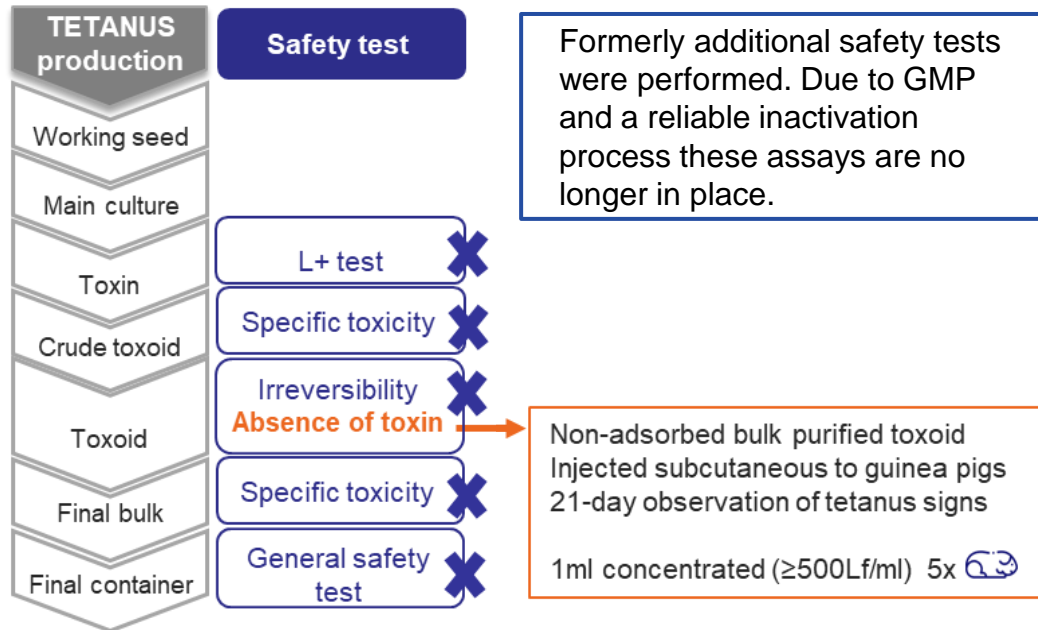 TETANUS
production
Safety test
Formerly additional safety tests
were performed. Due to GMP
and a reliable inactivation
process these assays are no
longer in place.
Working seed
Main culture
Toxin
L+ test
Crude toxoid
Specific toxicity
Toxoid
Irreversibility
Absence of toxin
Non-adsorbed bulk purified toxoid
Injected subcutaneous to guinea pigs
21-day observation of tetanus signs
1ml concentrated (≥500Lf/ml) 5x
Final bulk
Specific toxicity
Final container
General safety
test